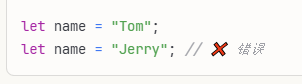 let name = "Tom";
let name = "Jerry"; // ❌ 错误